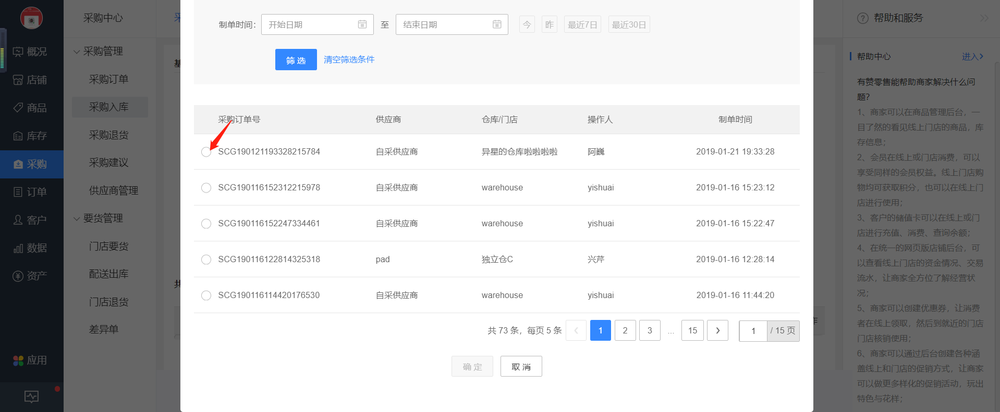 概况
店铺
商品
库存
采购
订单
客户
数据
资产
应用
采购中心
采购管理
采购订单
采购入库
采购退货
采购建议
供应商管理
要货管理
门店要货
配送出库
门店退货
差异单
采
基
共
制单时间：
开始日期
至
结束日期
今
昨
最近7日
最近30日
筛 选
清空筛选条件
采购订单号 供应商 仓库/门店 操作人 制单时间
SCG190121193328215784 自采供应商 异星的仓库啦啦啦啦 阿巍 2019-01-21 19:33:28
SCG190116152312215978 自采供应商 warehouse yishuai 2019-01-16 15:23:12
SCG190116152247334461 自采供应商 warehouse yishuai 2019-01-16 15:22:47
SCG190116122814325318 pad 独立仓C 兴芹 2019-01-16 12:28:14
SCG190116114420176530 自采供应商 warehouse yishuai 2019-01-16 11:44:20
共 73 条，每页 5 条 1 2 3 ... 15 1 / 15 页
确 定
取 消
帮助和服务
帮助中心
进入
有赞零售能帮助商家解决什么问
题？
1、商家可以在商品管理后台，一
目了然的看见线上门店的商品，库
存信息；
2、会员在线上或门店消费，可以
享受同样的会员权益。线上门店购
物均可获取积分，也可以在线上门
店进行使用；
3、客户的储值卡可以在线上或门
店进行充值、消费、查询余额；
4、在统一的网页版店铺后台，可
以查看线上门店的资金情况、交易
流水，让商家全方位了解经营状
况；
5、商家可以创建优惠券，让消费
者在线上领取，然后到就近的门店
门店核销使用；
6、商家可以通过后台创建各种涵
盖线上和门店的促销方式，让商家
可以做更多样化的促销活动，玩出
特色与花样；